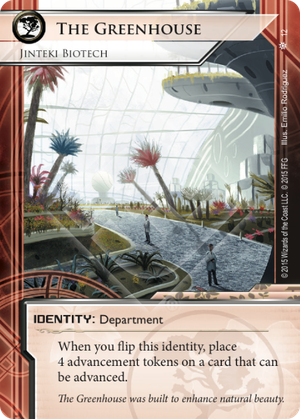 The Greenhouse
Jinteki Biotech
12
Illus. Emilio Rodriguez
© 2015 Wizards of the Coast LLC. © 2015 FFG
IDENTITY: Department
When you flip this identity, place
4 advancement tokens on a card that can
be advanced.
The Greenhouse was built to enhance natural beauty.